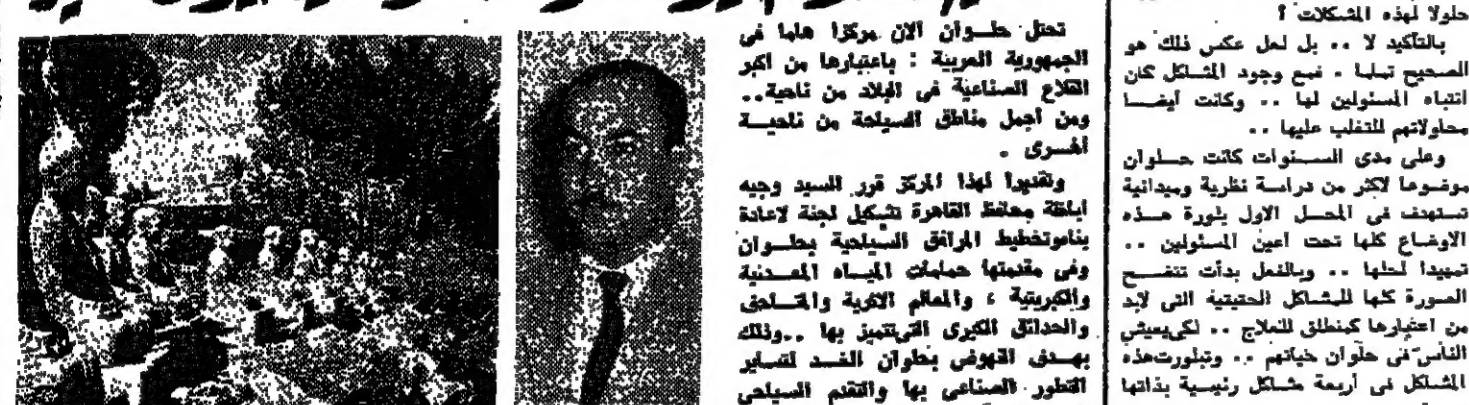 حلولا لهذه المشكلات ؟
بالتأكيد لا .. بل لعل عكس ذلك هو
الصحيح تماما . فمع وجود المشاكل كان
انتباه المسئولين لها .. وكانت أيضا
محاولاتهم للتغلب عليها ..
وعلى مدى السنوات كانت حلوان
موضوعا لاكثر من دراسة نظرية وميدانية
تستهدف في المحل الاول بلورة هذه
الاوضاع كلها تحت أعين المسئولين ..
تمهيدا لحلها .. وبالفعل بدأت تتضح
الصورة كلها للمشاكل الحقيقية التى لابد
من اعتبارها كمنطلق للعلاج .. لكى يعيش
الناس فى حلوان حياتهم .. وتبلورت هذه
المشاكل فى أربعة مشاكل رئيسية بذاتها
تحتل حلوان الآن مركزا هاما فى
الجمهورية العربية : باعتبارها من اكبر
القلاع الصناعية فى البلاد من ناحية..
ومن أجمل مناطق السياحة من ناحية
أخرى .
وتقديرا لهذا المركز قرر السيد وجيه
أباظة محافظ القاهرة تشكيل لجنة لاعادة
بناء وتخطيط المرافق السياحية بحلوان
وفى مقدمتها حمامات المياه المعدنية
والكبريتية ، والمعالم الاثرية والمتاحف
والحدائق الكبرى التى تتميز بها .. وذلك
بهدف النهوض بحلوان الغد لتساير
التطور الصناعى بها والتقدم السياحى